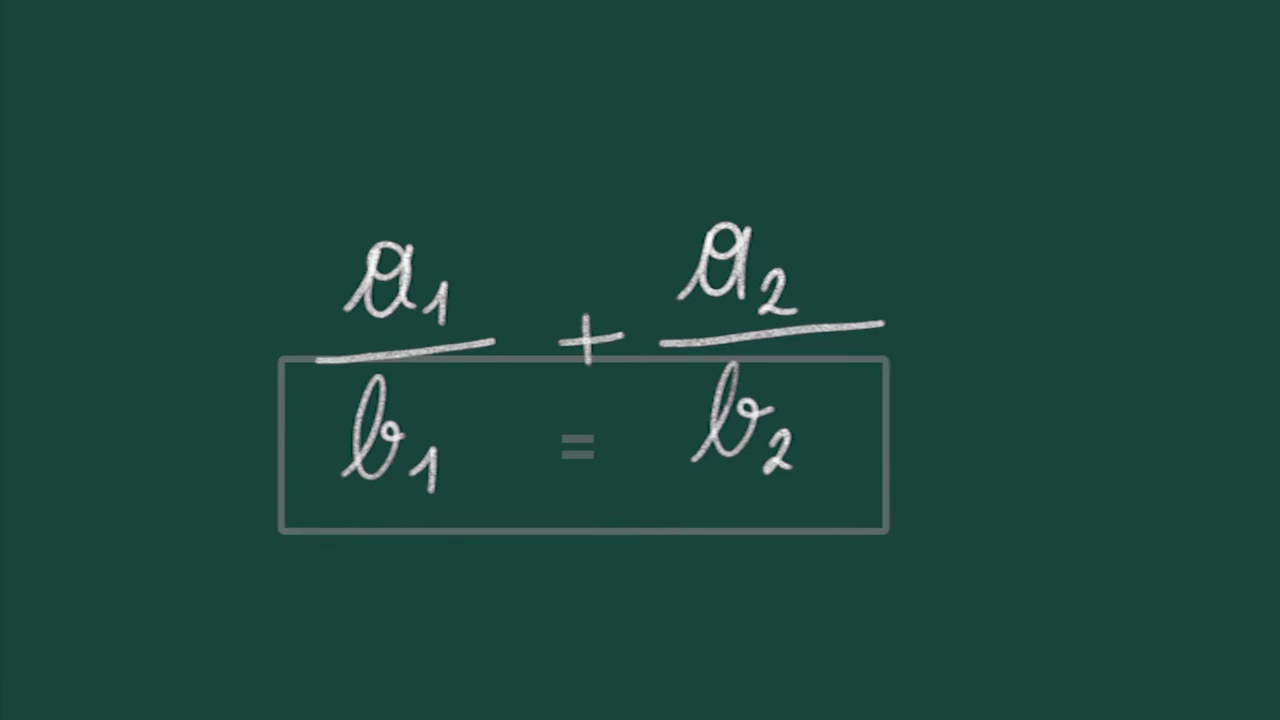 a₁ + a₂
b₁ = b₂